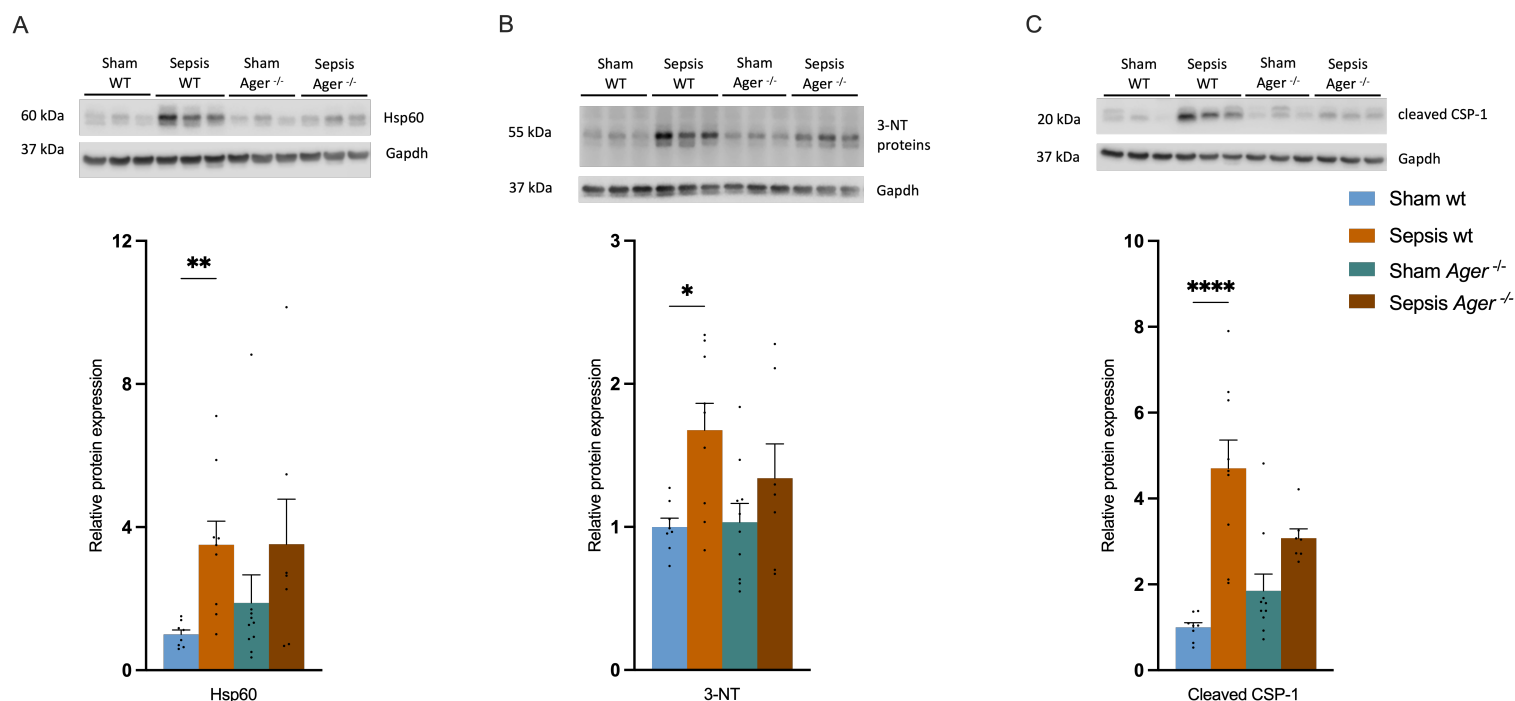 A
Sham Sepsis Sham Sepsis
WT WT Ager -/- Ager -/-
60 kDa Hsp60
37 kDa Gapdh
12
**
8
4
0
Relative protein expression
Hsp60
B
Sham Sepsis Sham Sepsis
WT WT Ager -/- Ager -/-
55 kDa 3-NT
proteins
37 kDa Gapdh
3
*
2
1
0
Relative protein expression
3-NT
C
Sham Sepsis Sham Sepsis
WT WT Ager -/- Ager -/-
20 kDa cleaved CSP-1
37 kDa Gapdh
10
****
8
6
4
2
0
Relative protein expression
Cleaved CSP-1
Sham wt
Sepsis wt
Sham Ager -/-
Sepsis Ager -/-